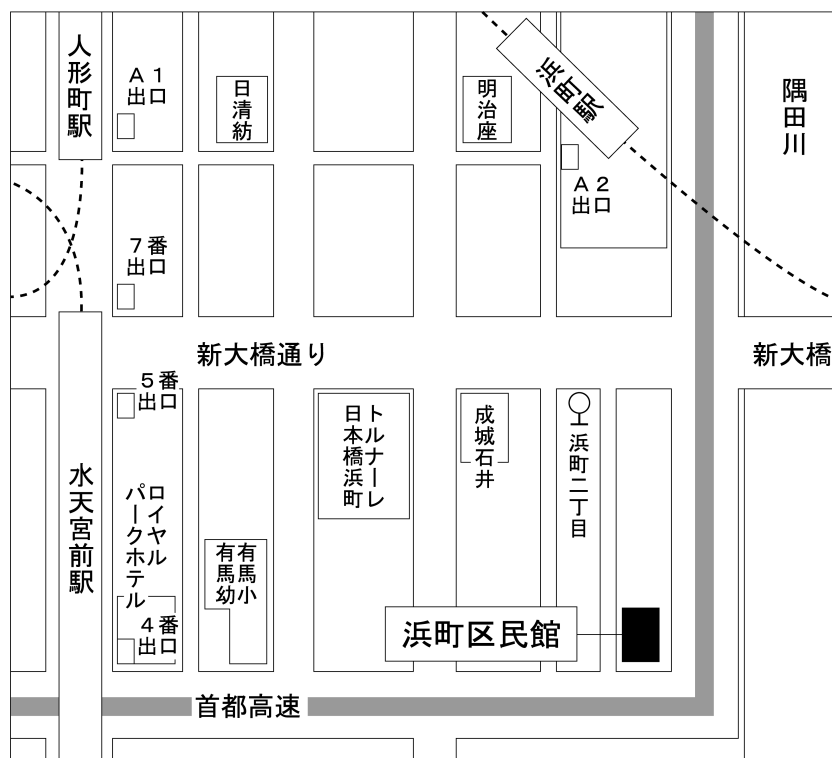 人形町駅
A1
出口
日清紡
明治座
浜町駅
隅田川
A2
出口
7番
出口
新大橋通り
新大橋
5番
出口
水天宮前駅
ロイヤル
パークホテル
4番
出口
有馬小
有馬幼
トルナーレ
日本橋浜町
成城石井
浜町二丁目
浜町区民館
首都高速